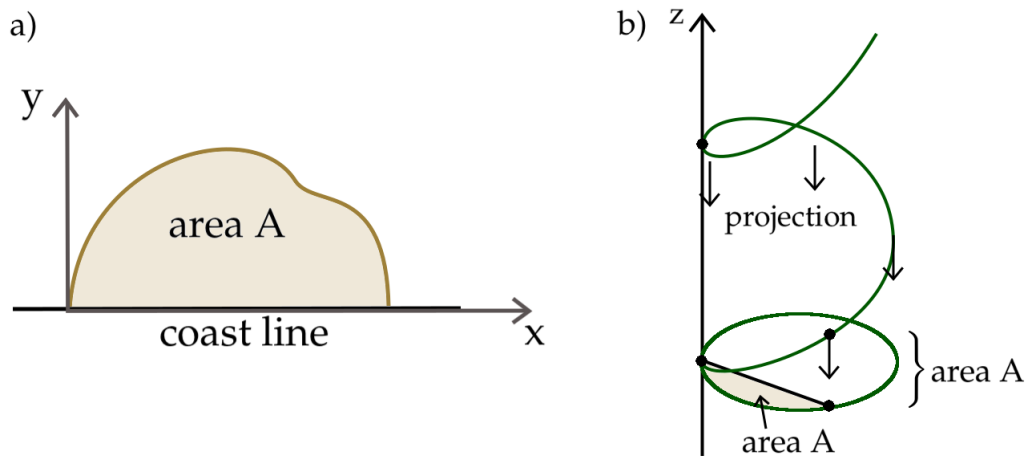 a)
y
area A
coast line
x
b)
z
projection
area A
area A